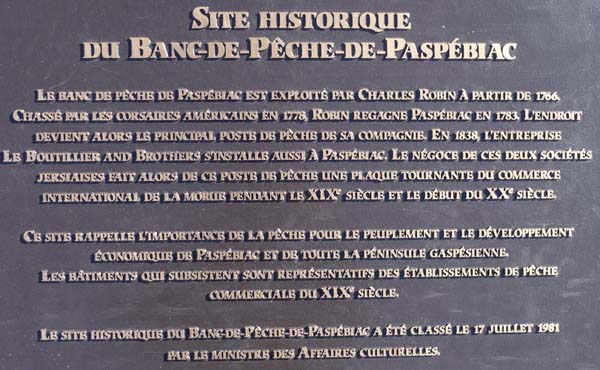 Site historique
du Banc-de-Pêche-de-Paspébiac
Le banc de pêche de Paspébiac est exploité par Charles Robin à partir de 1766.
Chassé par les corsaires américains en 1778, Robin regagne Paspébiac en 1783. L'endroit
devient alors le principal poste de pêche de sa compagnie. En 1838, l'entreprise
Le Boutillier and Brothers s'installe aussi à Paspébiac. Le négoce de ces deux sociétés
jersiaises fait alors de ce poste de pêche une plaque tournante du commerce
international de la morue pendant le XIXe siècle et le début du XXe siècle.
Ce site rappelle l'importance de la pêche pour le peuplement et le développement
économique de Paspébiac et de toute la péninsule gaspésienne.
Les bâtiments qui subsistent sont représentatifs des établissements de pêche
commerciale du XIXe siècle.
Le site historique du Banc-de-Pêche-de-Paspébiac a été classé le 17 juillet 1981
par le ministre des Affaires culturelles.